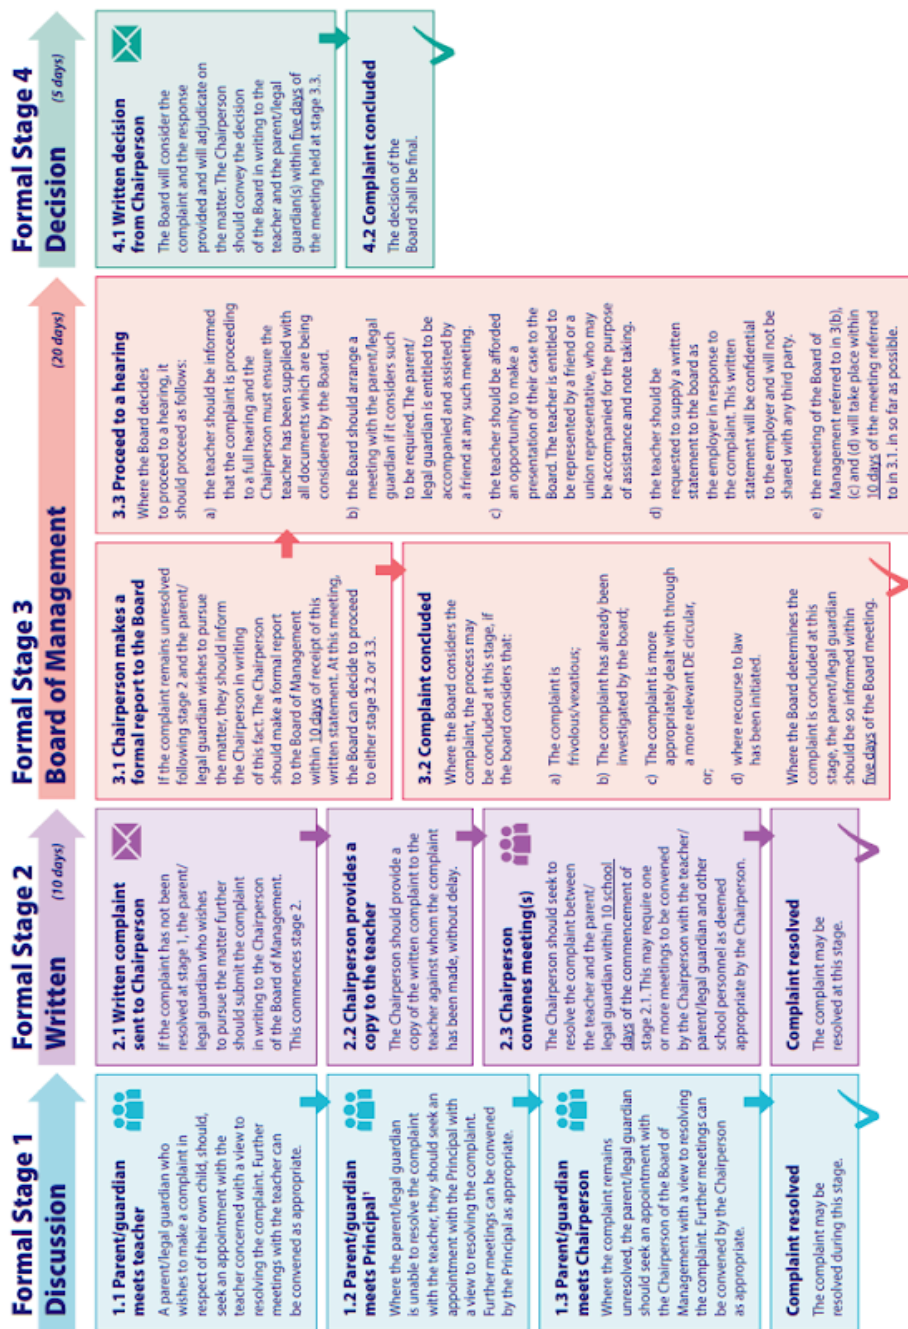 Formal Stage 1
Discussion
1.1 Parent/guardian
meets teacher
A parent/legal guardian who
wishes to make a complaint in
respect of their own child, should,
seek an appointment with the
teacher concerned with a view to
resolving the complaint. Further
meetings with the teacher can
be convened as appropriate.
1.2 Parent/guardian
meets Principal¹
Where the parent/legal guardian
is unable to resolve the complaint
with the teacher, they should seek an
appointment with the Principal with
a view to resolving the complaint.
Further meetings can be convened
by the Principal as appropriate.
1.3 Parent/guardian
meets Chairperson
Where the complaint remains
unresolved, the parent/legal guardian
should seek an appointment with
the Chairperson of the Board of
Management with a view to resolving
the complaint. Further meetings can
be convened by the Chairperson
as appropriate.
Complaint resolved
The complaint may be
resolved during this stage.
Formal Stage 2
Written (10 days)
2.1 Written complaint
sent to Chairperson
If the complaint has not been
resolved at stage 1, the parent/
legal guardian who wishes
to pursue the matter further
should submit the complaint
in writing to the Chairperson
of the Board of Management.
This commences stage 2.
2.2 Chairperson provides a
copy to the teacher
The Chairperson should provide a
copy of the written complaint to the
teacher against whom the complaint
has been made, without delay.
2.3 Chairperson
convenes meeting(s)
The Chairperson should seek to
resolve the complaint between
the teacher and the parent/
legal guardian within 10 school
days of the commencement of
stage 2.1. This may require one
or more meetings to be convened
by the Chairperson with the teacher/
parent/legal guardian and other
school personnel as deemed
appropriate by the Chairperson.
Complaint resolved
The complaint may be
resolved at this stage.
Formal Stage 3
Board of Management (20 days)
3.1 Chairperson makes a
formal report to the Board
If the complaint remains unresolved
following stage 2 and the parent/
legal guardian wishes to pursue
the matter, they should inform
the Chairperson in writing
of this fact. The Chairperson
should make a formal report
to the Board of Management
within 10 days of receipt of this
written statement. At this meeting,
the Board can decide to proceed
to either stage 3.2 or 3.3.
3.2 Complaint concluded
Where the Board considers the
complaint, the process may
be concluded at this stage, if
the board considers that:
a) The complaint is
frivolous/vexatious;
b) The complaint has already been
investigated by the board;
c) The complaint is more
appropriately dealt with through
a more relevant DE circular,
or;
d) where recourse to law
has been initiated.
Where the Board determines the
complaint is concluded at this
stage, the parent/legal guardian
should be so informed within
five days of the Board meeting.
3.3 Proceed to a hearing
Where the Board decides
to proceed to a hearing, it
should proceed as follows:
a) the teacher should be informed
that the complaint is proceeding
to a full hearing and the
Chairperson must ensure the
teacher has been supplied with
all documents which are being
considered by the Board.
b) the Board should arrange a
meeting with the parent/legal
guardian if it considers such
to be required. The parent/
legal guardian is entitled to be
accompanied and assisted by
a friend at any such meeting.
c) the teacher should be afforded
an opportunity to make a
presentation of their case to the
Board. The teacher is entitled to
be represented by a friend or a
union representative, who may
be accompanied for the purpose
of assistance and note taking.
d) the teacher should be
requested to supply a written
statement to the board as
the employer in response to
the complaint. This written
statement will be confidential
to the employer and will not be
shared with any third party.
e) the meeting of the Board of
Management referred to in 3(b),
(c) and (d) will take place within
10 days of the meeting referred
to in 3.1. in so far as possible.
Formal Stage 4
Decision (5 days)
4.1 Written decision
from Chairperson
The Board will consider the
complaint and the response
provided and will adjudicate on
the matter. The Chairperson
should convey the decision
of the Board in writing to the
teacher and the parent/legal
guardian(s) within five days of
the meeting held at stage 3.3.
4.2 Complaint concluded
The decision of the
Board shall be final.